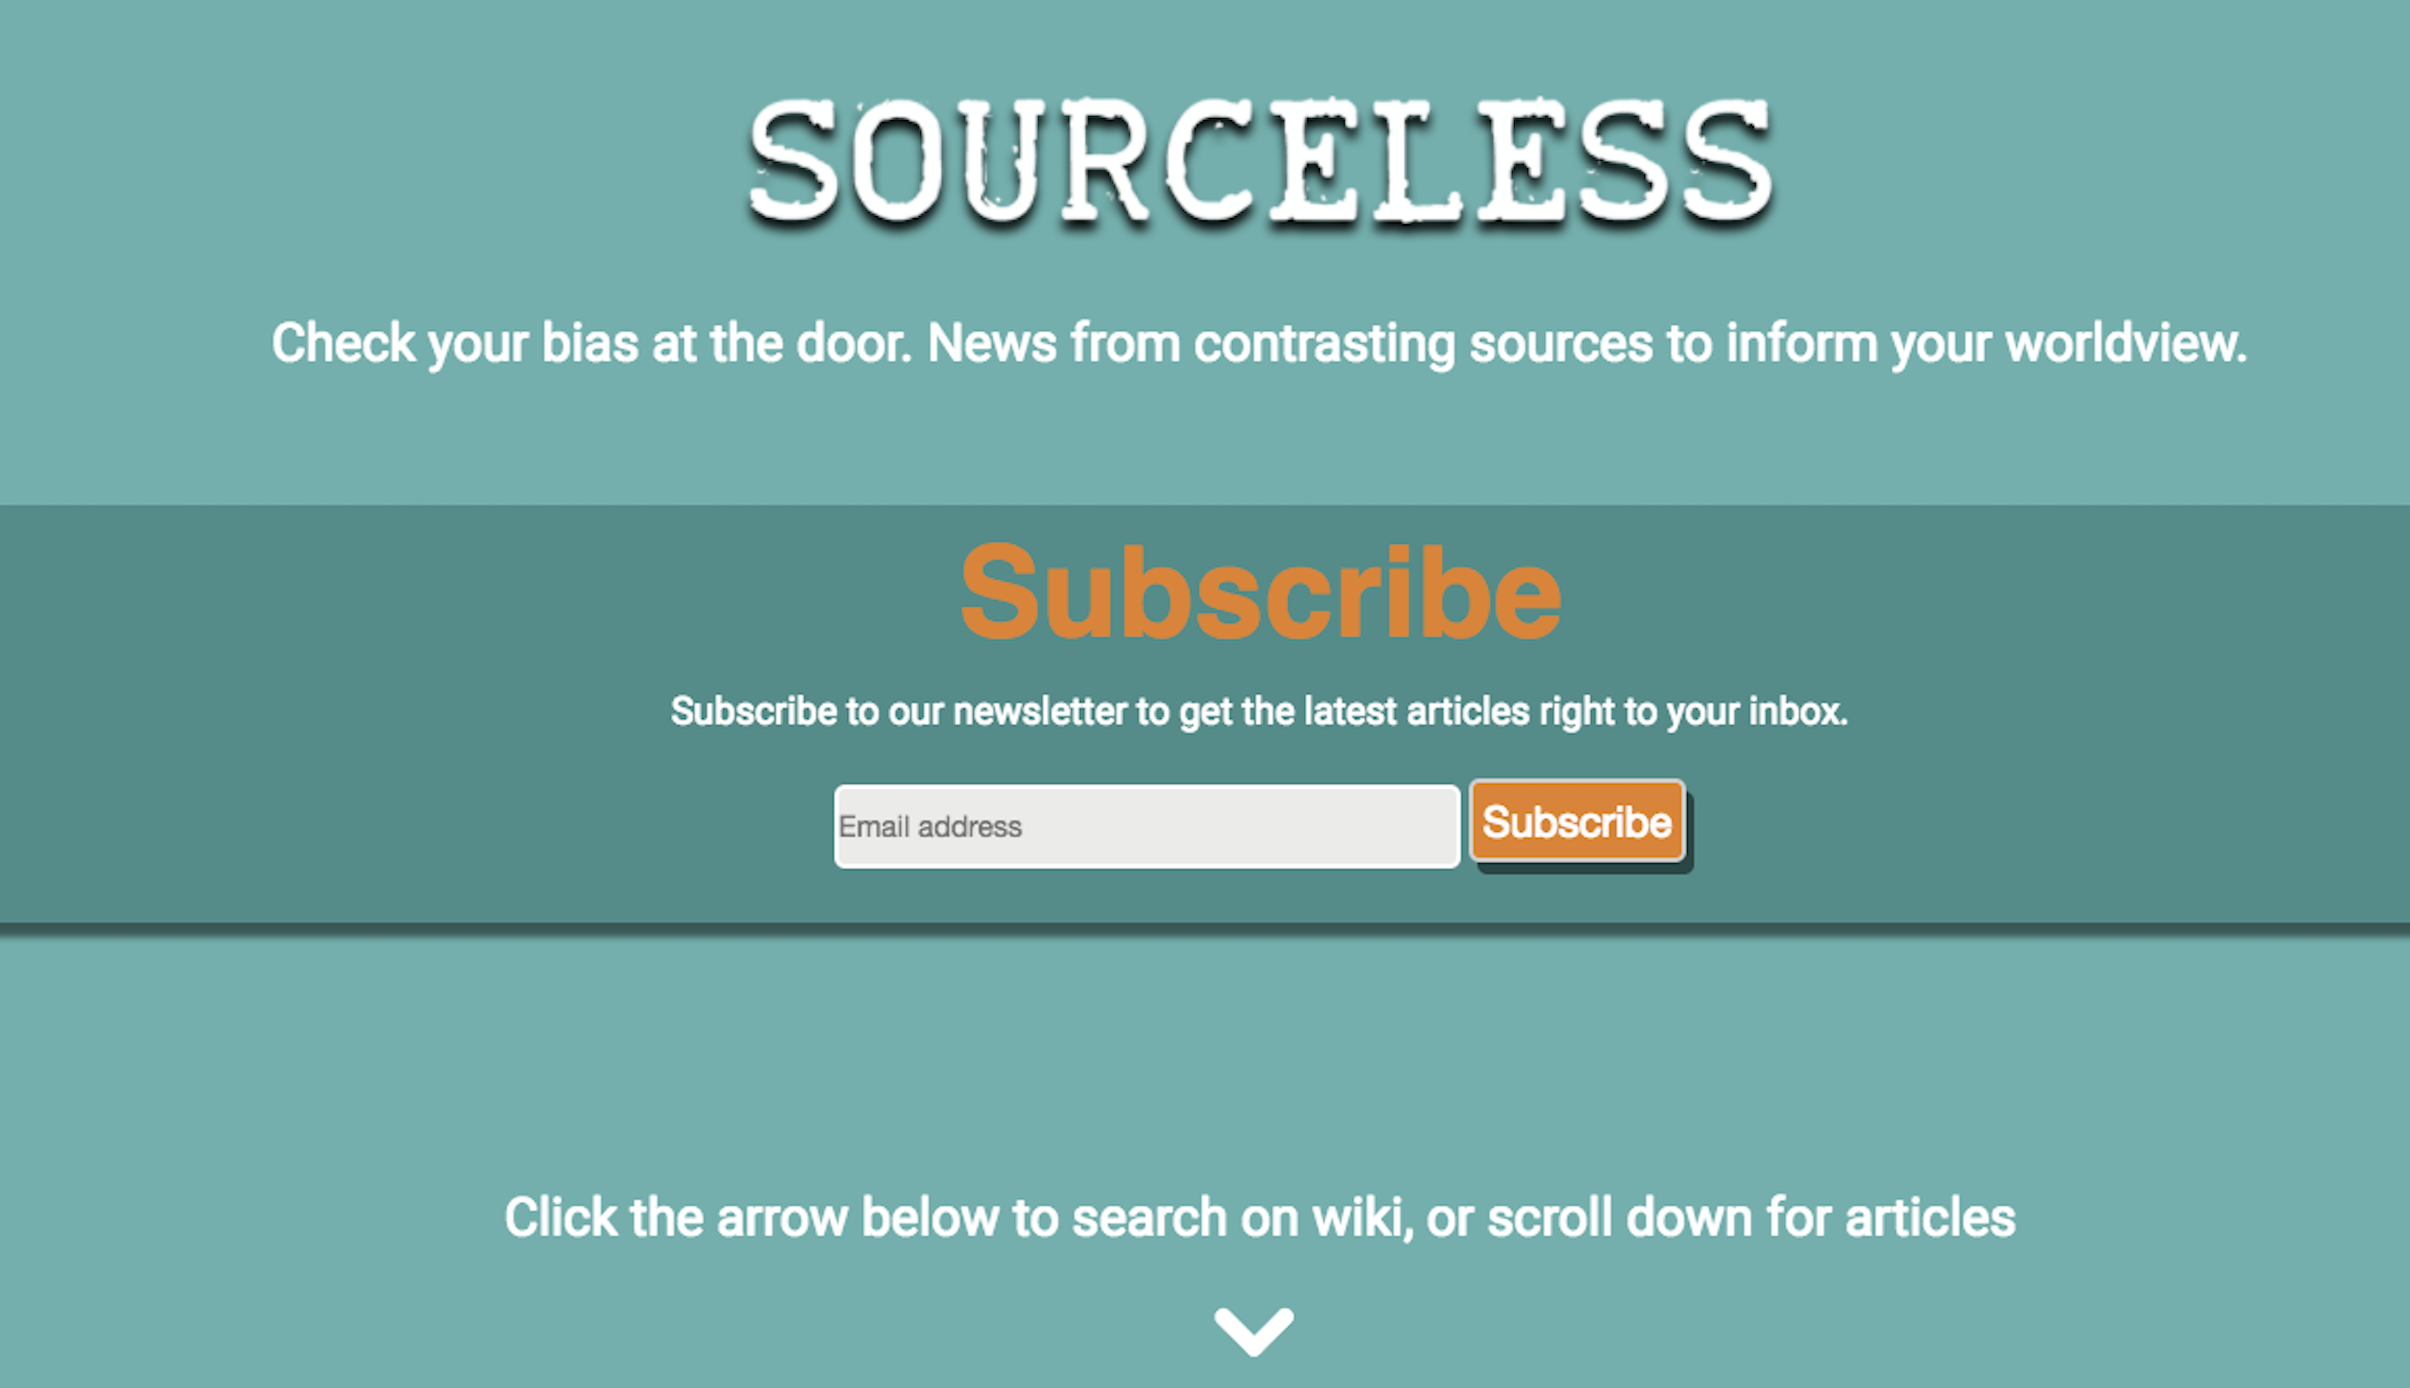 SOURCELESS
Check your bias at the door. News from contrasting sources to inform your worldview.
Subscribe
Subscribe to our newsletter to get the latest articles right to your inbox.
Email address
Subscribe
Click the arrow below to search on wiki, or scroll down for articles